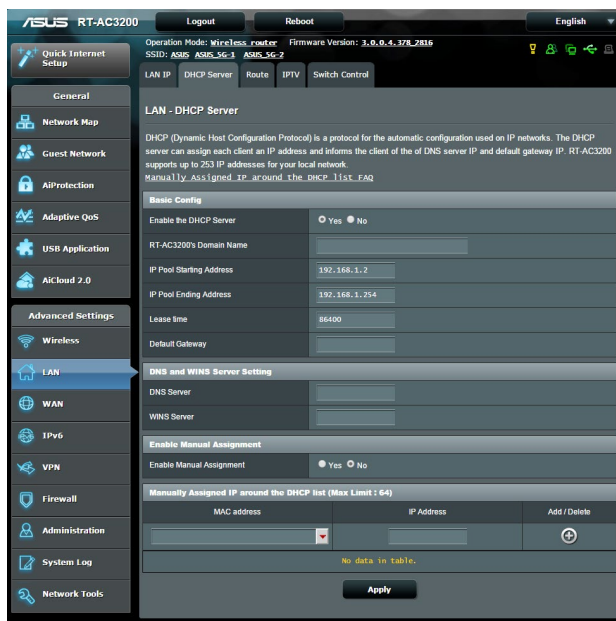 ASUS RT-AC3200 Logout Reboot English
Quick Internet Setup
Operation Mode: Wireless router Firmware Version: 3.0.0.4.378_2816
SSID: ASUS ASUS_5G-1 ASUS_5G-2
LAN IP DHCP Server Route IPTV Switch Control
General
Network Map
Guest Network
AiProtection
Adaptive QoS
USB Application
AiCloud 2.0
Advanced Settings
Wireless
LAN
WAN
IPv6
VPN
Firewall
Administration
System Log
Network Tools
LAN - DHCP Server
DHCP (Dynamic Host Configuration Protocol) is a protocol for the automatic configuration used on IP networks. The DHCP
server can assign each client an IP address and informs the client of the of DNS server IP and default gateway IP. RT-AC3200
supports up to 253 IP addresses for your local network.
Manually Assigned IP around the DHCP list FAQ
Basic Config
Enable the DHCP Server Yes No
RT-AC3200's Domain Name
IP Pool Starting Address 192.168.1.2
IP Pool Ending Address 192.168.1.254
Lease time 86400
Default Gateway
DNS and WINS Server Setting
DNS Server
WINS Server
Enable Manual Assignment
Enable Manual Assignment Yes No
Manually Assigned IP around the DHCP list (Max Limit : 64)
MAC address IP Address Add / Delete
No data in table.
Apply